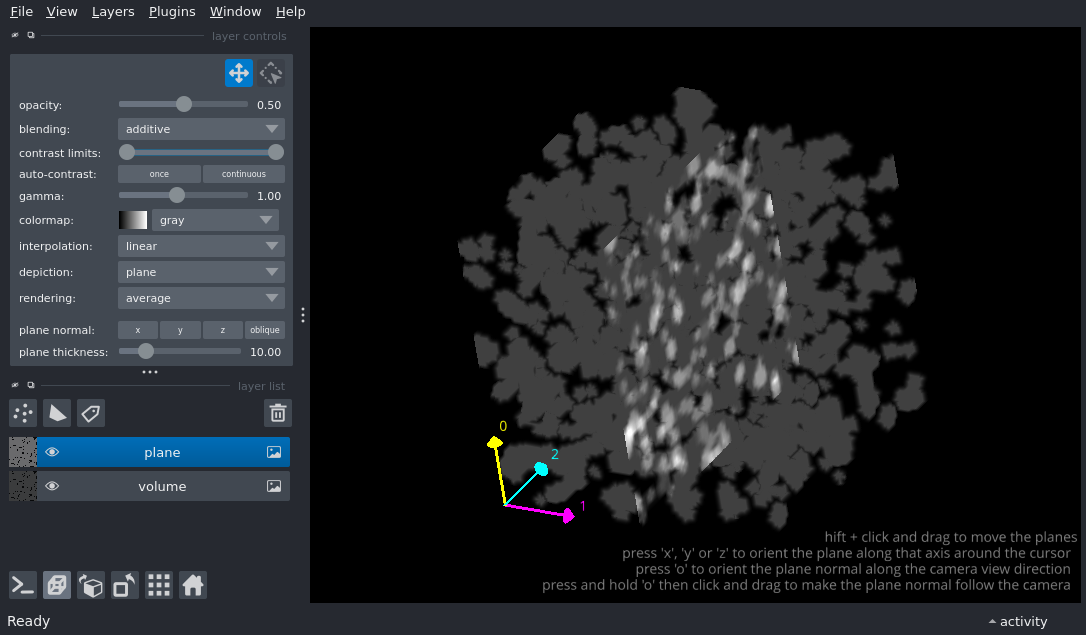 File View Layers Plugins Window Help
layer controls
opacity: 0.50
blending: additive
contrast limits:
auto-contrast: once continuous
gamma: 1.00
colormap: gray
interpolation: linear
depiction: plane
rendering: average
plane normal: x y z oblique
plane thickness: 10.00
layer list
plane
volume
0
2
1
hift + click and drag to move the planes
press 'x', 'y' or 'z' to orient the plane along that axis around the cursor
press 'o' to orient the plane normal along the camera view direction
press and hold 'o' then click and drag to make the plane normal follow the camera
Ready
activity